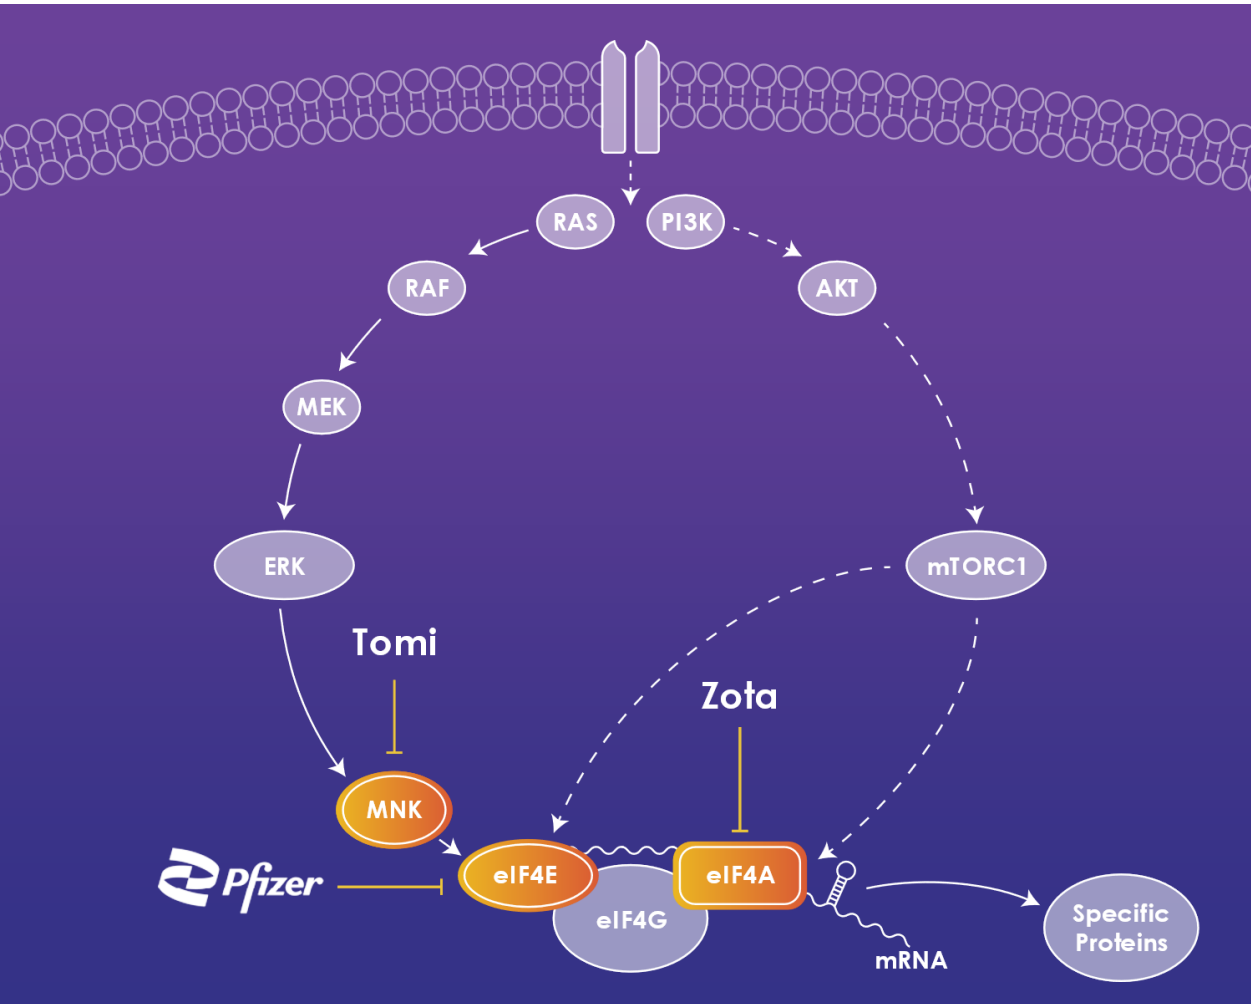 RAS
PI3K
RAF
AKT
MEK
ERK
mTORC1
Tomi
Zota
MNK
Pfizer
eIF4E
eIF4A
eIF4G
Specific
Proteins
mRNA